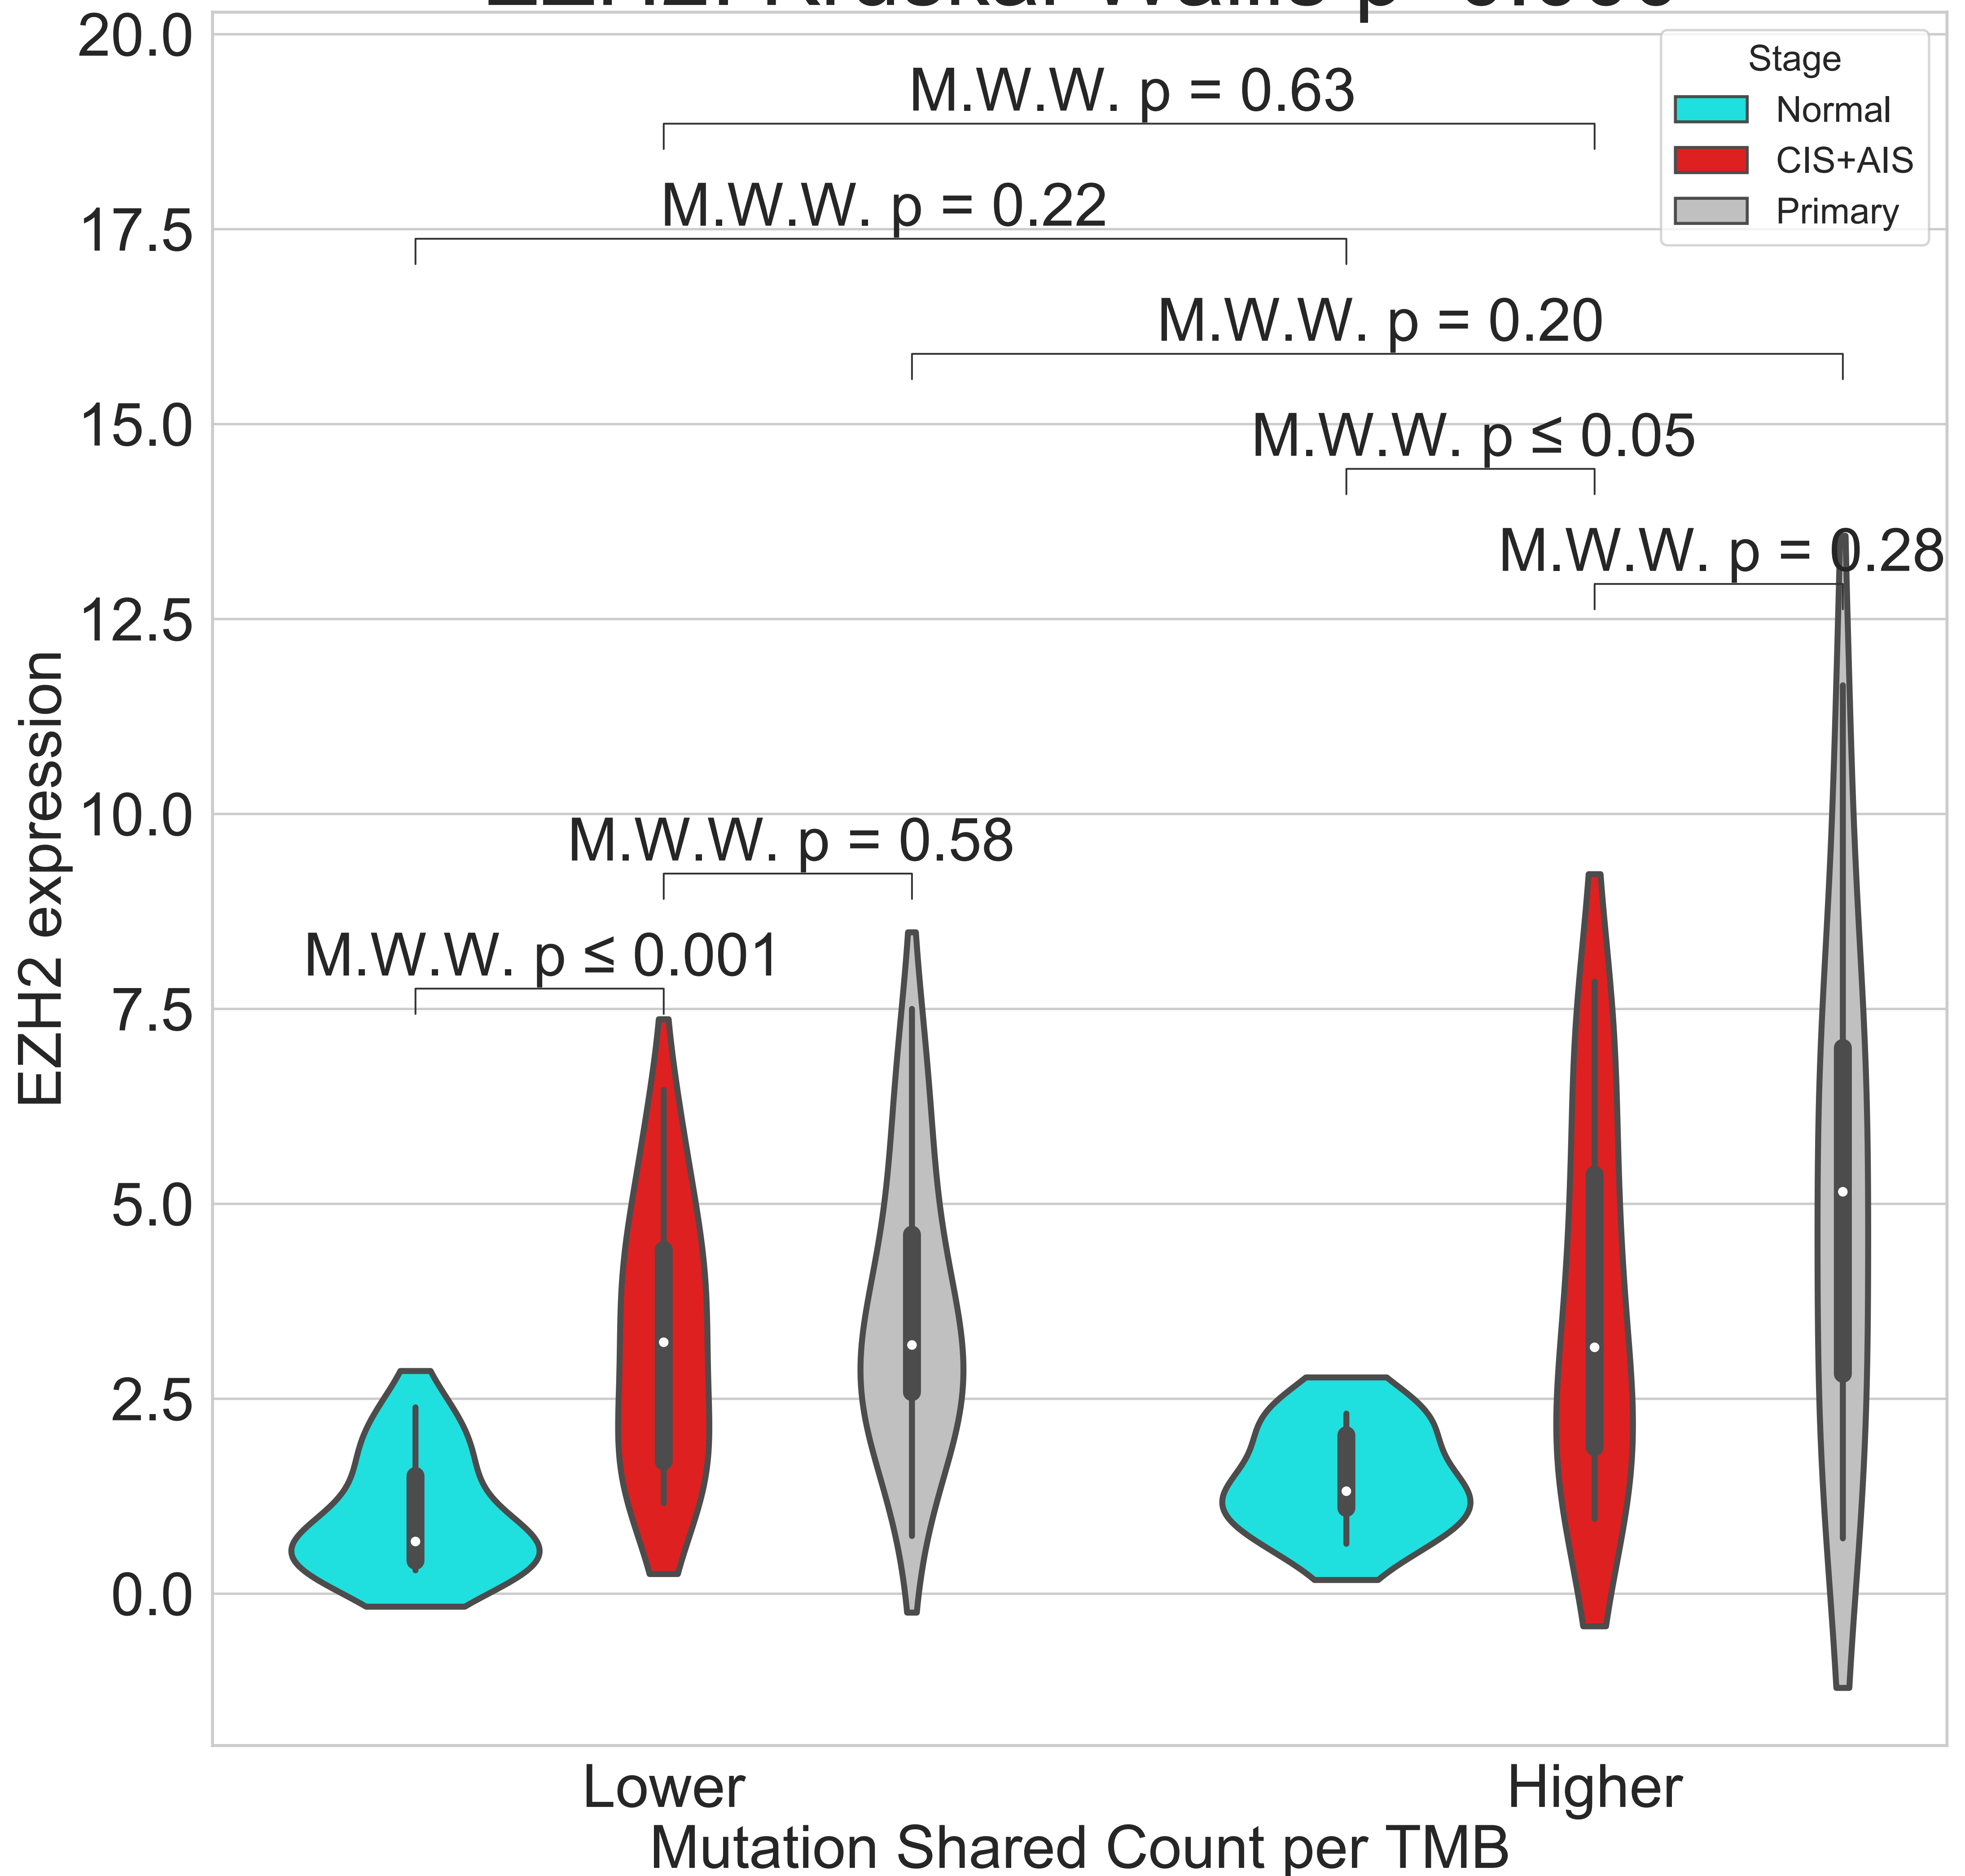 20.0
M.W.W. p = 0.63
M.W.W. p = 0.22
17.5
M.W.W. p = 0.20
15.0
M.W.W. p ≤ 0.05
M.W.W. p = 0.28
12.5
10.0
M.W.W. p = 0.58
M.W.W. p ≤ 0.001
7.5
5.0
2.5
0.0
EZH2 expression
Stage
Normal
CIS+AIS
Primary
Lower
Higher
Mutation Shared Count per TMB